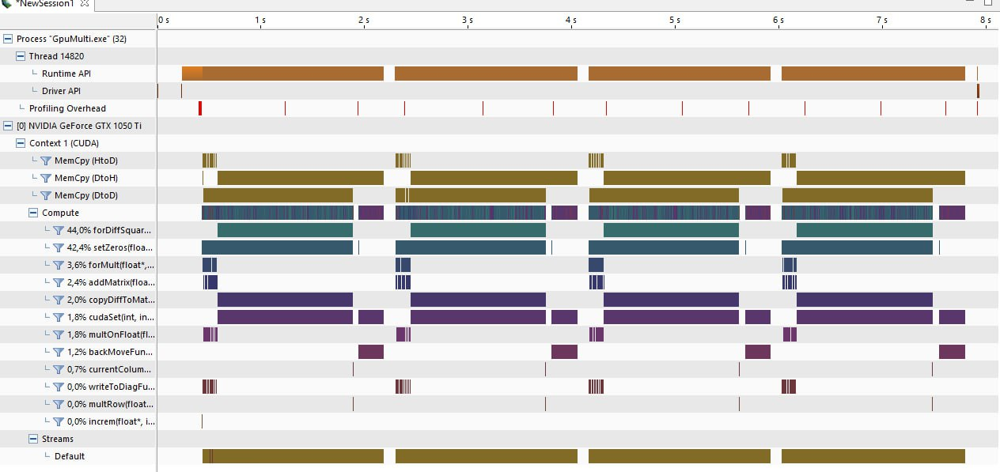 *NewSession1
0 s 1 s 2 s 3 s 4 s 5 s 6 s 7 s 8 s
Process "GpuMulti.exe" (32)
Thread 14820
Runtime API
Driver API
Profiling Overhead
[0] NVIDIA GeForce GTX 1050 Ti
Context 1 (CUDA)
MemCpy (HtoD)
MemCpy (DtoH)
MemCpy (DtoD)
Compute
44,0% forDiffSquar...
42,4% setZeros(floa...
3,6% forMult(float*,...
2,4% addMatrix(floa...
2,0% copyDiffToMat...
1,8% cudaSet(int, in...
1,8% multOnFloat(fl...
1,2% backMoveFun...
0,7% currentColum...
0,0% writeToDiagFu...
0,0% multRow(float...
0,0% increm(float*, i...
Streams
Default